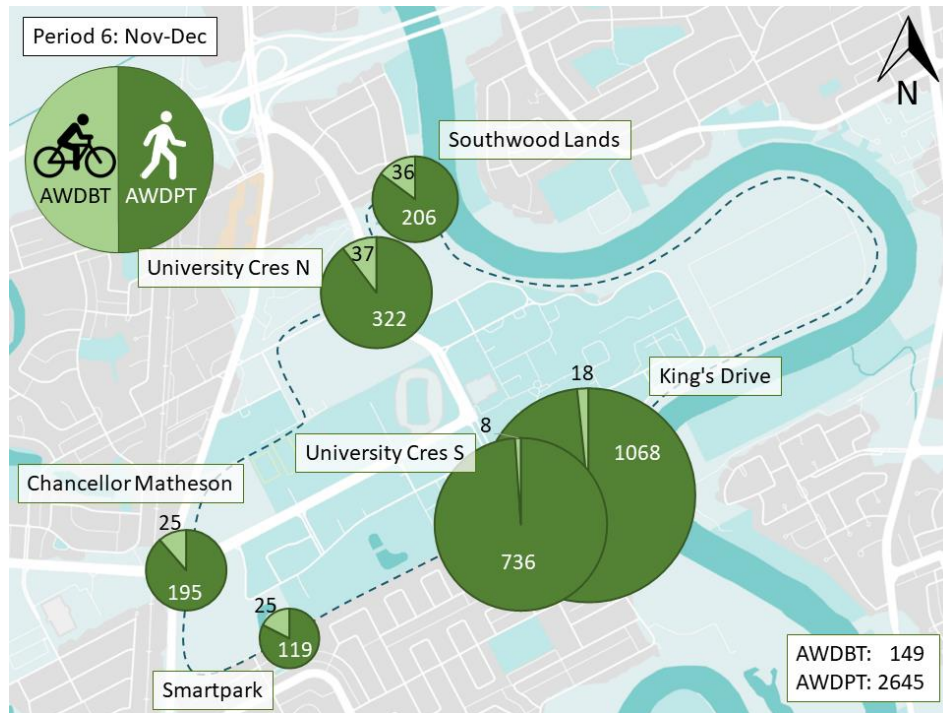 Period 6: Nov-Dec
AWDBT
AWDPT
N
Southwood Lands
36
206
University Cres N
37
322
King's Drive
18
1068
University Cres S
8
736
Chancellor Matheson
25
195
Smartpark
25
119
AWDBT: 149
AWDPT: 2645